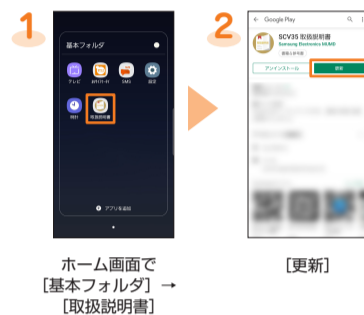 1
基本フォルダ
テレビ
SMS
設定
時計
取扱説明書
アプリを追加
ホーム画面で
[基本フォルダ] →
[取扱説明書]
2
Google Play
SCV35 取扱説明書
Samsung Electronics
アンインストール
更新
[更新]